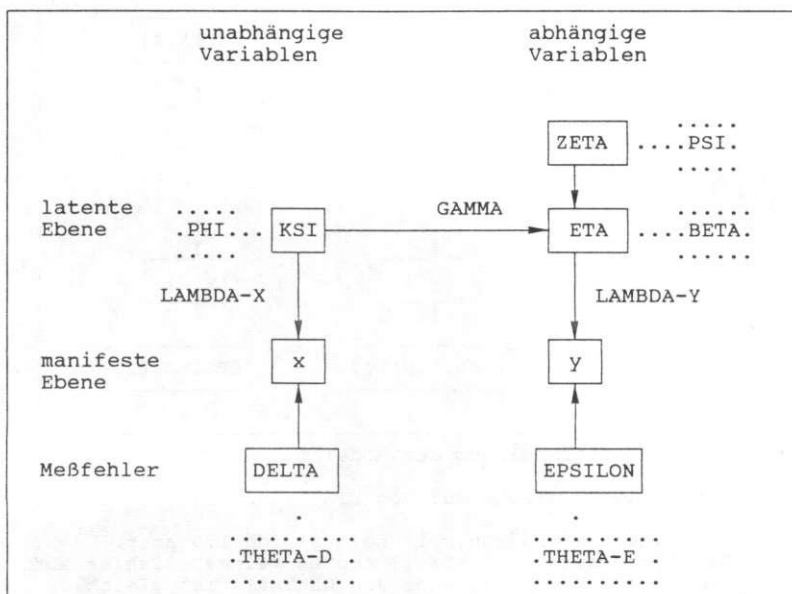 unabhängige
Variablen
abhängige
Variablen
ZETA
PSI
latente
Ebene
PHI
KSI
GAMMA
ETA
BETA
LAMBDA-X
LAMBDA-Y
manifeste
Ebene
x
y
Meßfehler
DELTA
EPSILON
THETA-D
THETA-E